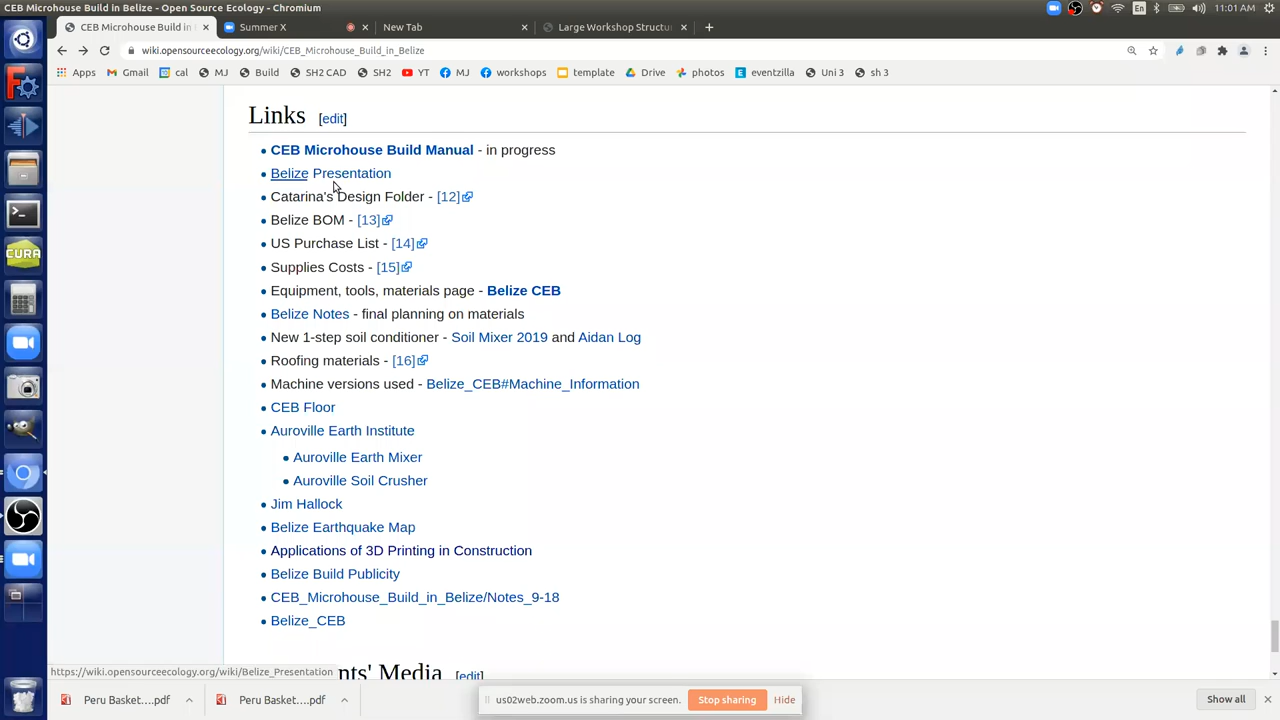 CEB Microhouse Build in Belize - Open Source Ecology - Chromium
En
11:01 AM
CEB Microhouse Build in
Summer X
New Tab
Large Workshop Structu
wiki.opensourceecology.org/wiki/CEB_Microhouse_Build_in_Belize
Apps Gmail cal MJ Build SH2 CAD SH2 YT MJ workshops template Drive photos eventzilla Uni 3 sh 3
Links [edit]
CEB Microhouse Build Manual - in progress
Belize Presentation
Catarina's Design Folder - [12]
Belize BOM - [13]
US Purchase List - [14]
Supplies Costs - [15]
Equipment, tools, materials page - Belize CEB
Belize Notes - final planning on materials
New 1-step soil conditioner - Soil Mixer 2019 and Aidan Log
Roofing materials - [16]
Machine versions used - Belize_CEB#Machine_Information
CEB Floor
Auroville Earth Institute
Auroville Earth Mixer
Auroville Soil Crusher
Jim Hallock
Belize Earthquake Map
Applications of 3D Printing in Construction
Belize Build Publicity
CEB_Microhouse_Build_in_Belize/Notes_9-18
Belize_CEB
nts' Media [edit]
https://wiki.opensourceecology.org/wiki/Belize_Presentation
Peru Basket....pdf
Peru Basket....pdf
us02web.zoom.us is sharing your screen.
Stop sharing
Hide
Show all
CURA